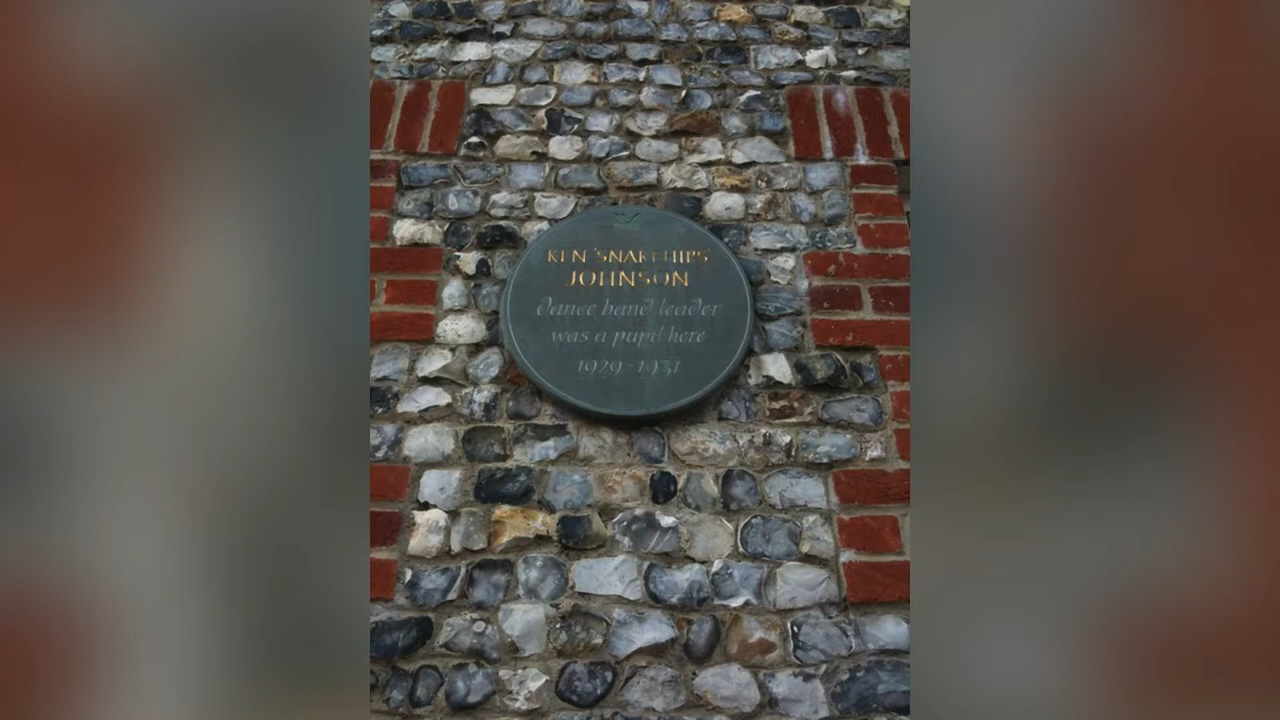 KEN 'SNAKEHIPS'
JOHNSON
dance band leader
was a pupil here
1929-1931